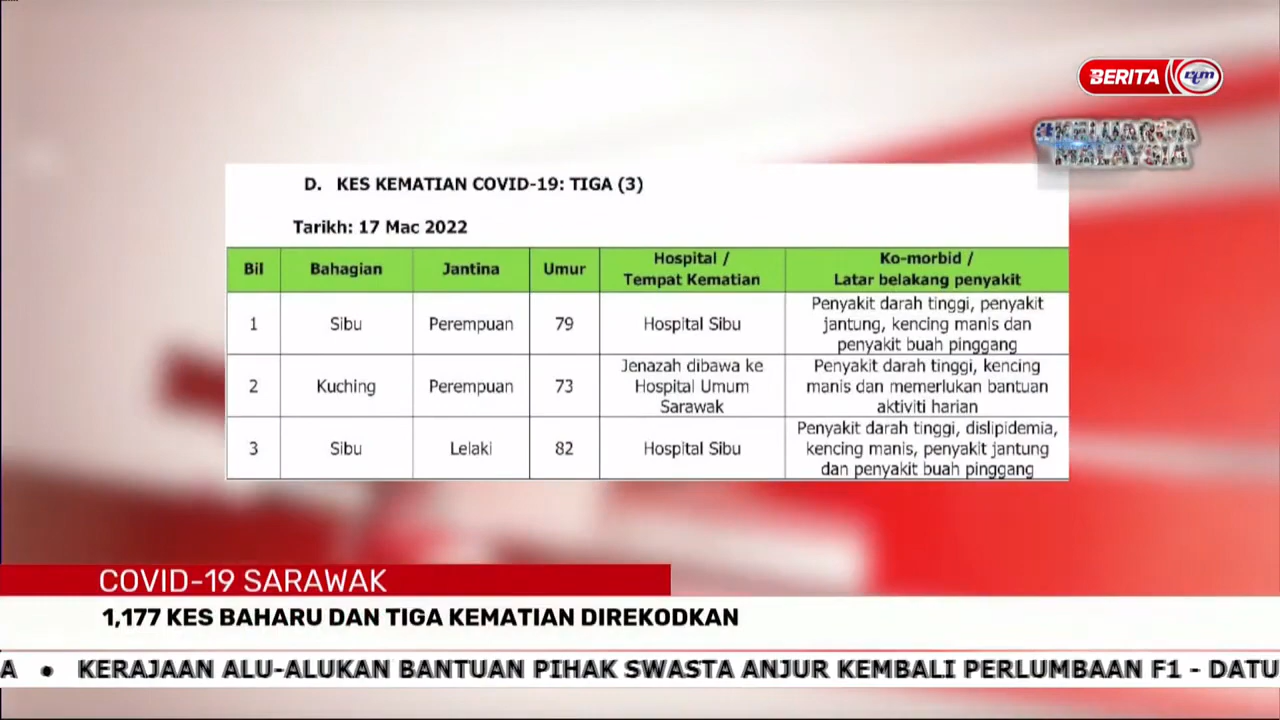 BERITA rtm
#KELUARGA
MALAYSIA
D. KES KEMATIAN COVID-19: TIGA (3)
Tarikh: 17 Mac 2022
Bil Bahagian Jantina Umur Hospital / Tempat Kematian Ko-morbid / Latar belakang penyakit
1 Sibu Perempuan 79 Hospital Sibu Penyakit darah tinggi, penyakit jantung, kencing manis dan penyakit buah pinggang
2 Kuching Perempuan 73 Jenazah dibawa ke Hospital Umum Sarawak Penyakit darah tinggi, kencing manis dan memerlukan bantuan aktiviti harian
3 Sibu Lelaki 82 Hospital Sibu Penyakit darah tinggi, dislipidemia, kencing manis, penyakit jantung dan penyakit buah pinggang
COVID-19 SARAWAK
1,177 KES BAHARU DAN TIGA KEMATIAN DIREKODKAN
A • KERAJAAN ALU-ALUKAN BANTUAN PIHAK SWASTA ANJUR KEMBALI PERLUMBAAN F1 - DATU